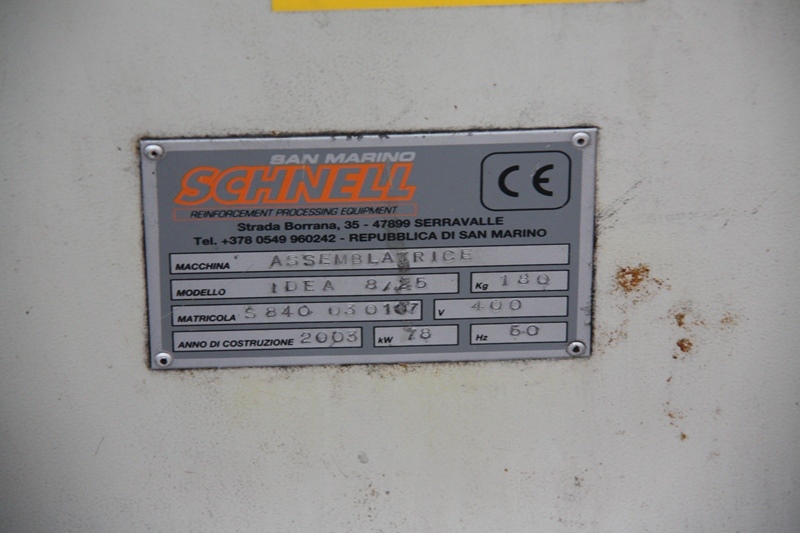 SAN MARINO
SCHNELL
REINFORCEMENT PROCESSING EQUIPMENT
CE
Strada Borrana, 35 - 47899 SERRAVALLE
Tel. +378 0549 960242 - REPUBBLICA DI SAN MARINO
MACCHINA ASSEMBLATRICE
MODELLO IDEA 8/25 Kg 180
MATRICOLA S840 030107 V 400
ANNO DI COSTRUZIONE 2003 kW 78 Hz 50